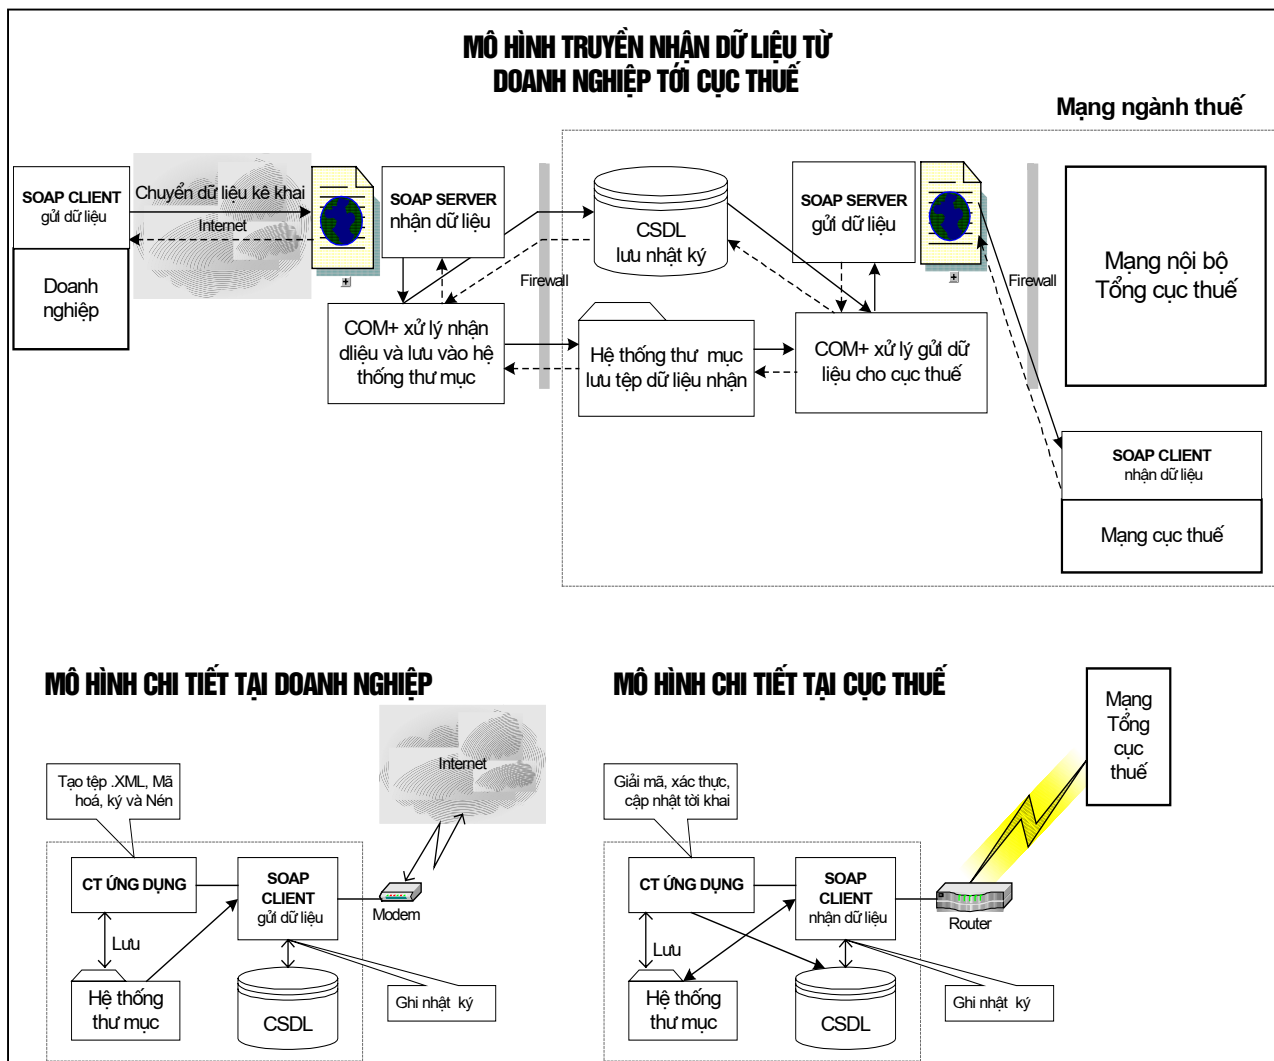 MÔ HÌNH TRUYỀN NHẬN DỮ LIỆU TỪ
DOANH NGHIỆP TỚI CỤC THUẾ
Mạng ngành thuế
SOAP CLIENT
gửi dữ liệu
Doanh
nghiệp
Chuyển dữ liệu kê khai
Internet
SOAP SERVER
nhận dữ liệu
COM+ xử lý nhận
dliệu và lưu vào hệ
thống thư mục
Firewall
CSDL
lưu nhật ký
Hệ thống thư mục
lưu tệp dữ liệu nhận
SOAP SERVER
gửi dữ liệu
COM+ xử lý gửi dữ
liệu cho cục thuế
Firewall
Mạng nội bộ
Tổng cục thuế
SOAP CLIENT
nhận dữ liệu
Mạng cục thuế
MÔ HÌNH CHI TIẾT TẠI DOANH NGHIỆP
Internet
Tạo tệp .XML, Mã
hoá, ký và Nén
CT ỨNG DỤNG
SOAP
CLIENT
gửi dữ liệu
Modem
Lưu
Hệ thống
thư mục
CSDL
Ghi nhật ký
MÔ HÌNH CHI TIẾT TẠI CỤC THUẾ
Mạng
Tổng
cục
thuế
Giải mã, xác thực,
cập nhật tời khai
CT ỨNG DỤNG
SOAP
CLIENT
nhận dữ liệu
Router
Lưu
Hệ thống
thư mục
CSDL
Ghi nhật ký